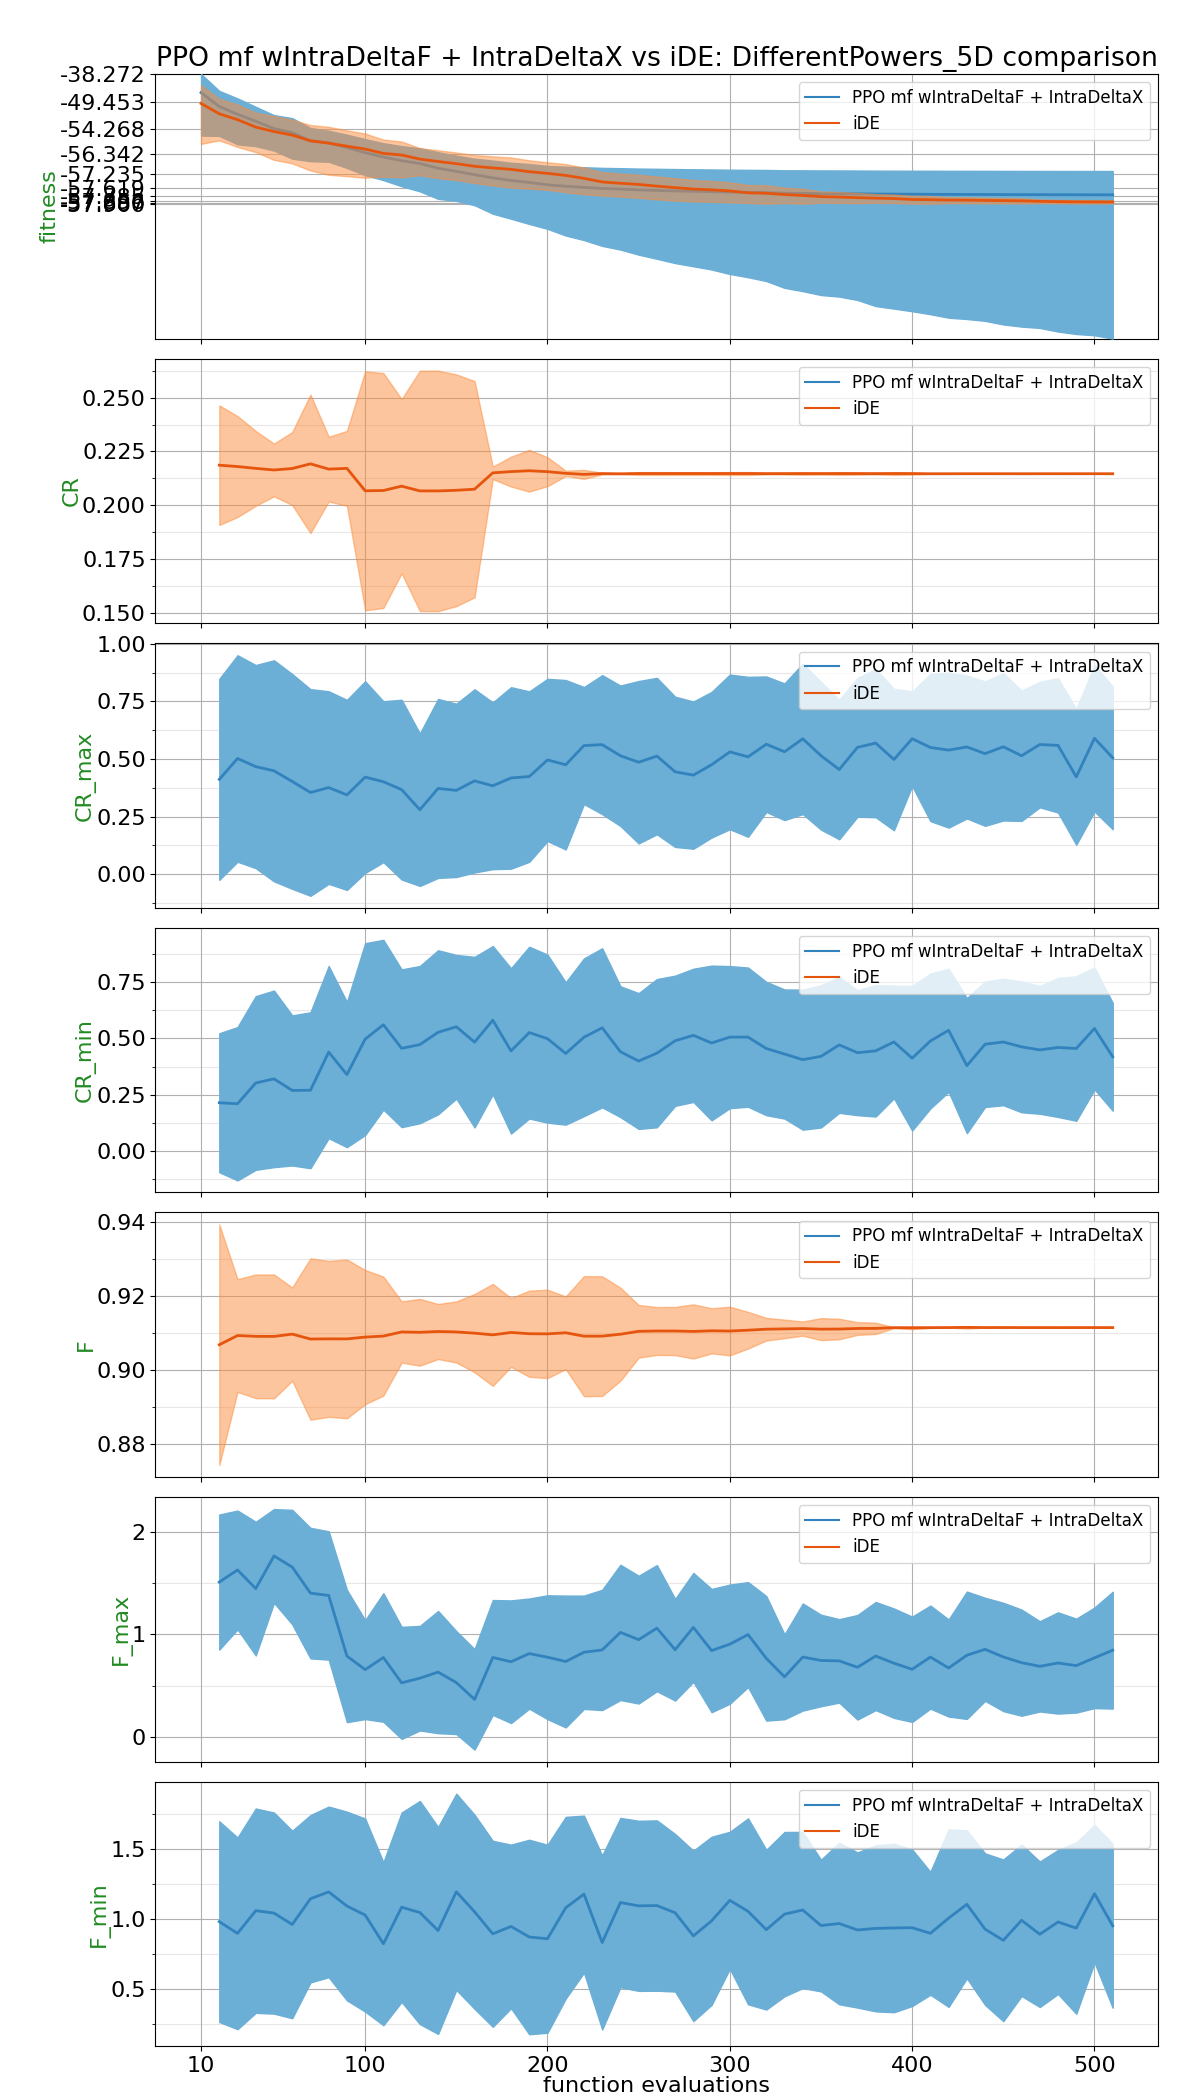 PPO mf wIntraDeltaF + IntraDeltaX vs iDE: DifferentPowers_5D comparison
-38.272
-49.453
-54.268
-56.342
-57.235
-57.619
fitness
PPO mf wIntraDeltaF + IntraDeltaX
iDE
0.250
0.225
0.200
0.175
0.150
CR
PPO mf wIntraDeltaF + IntraDeltaX
iDE
1.00
0.75
0.50
0.25
0.00
CR_max
PPO mf wIntraDeltaF + IntraDeltaX
iDE
0.75
0.50
0.25
0.00
CR_min
PPO mf wIntraDeltaF + IntraDeltaX
iDE
0.94
0.92
0.90
0.88
F
PPO mf wIntraDeltaF + IntraDeltaX
iDE
2
1
0
F_max
PPO mf wIntraDeltaF + IntraDeltaX
iDE
1.5
1.0
0.5
F_min
PPO mf wIntraDeltaF + IntraDeltaX
iDE
10 100 200 300 400 500
function evaluations